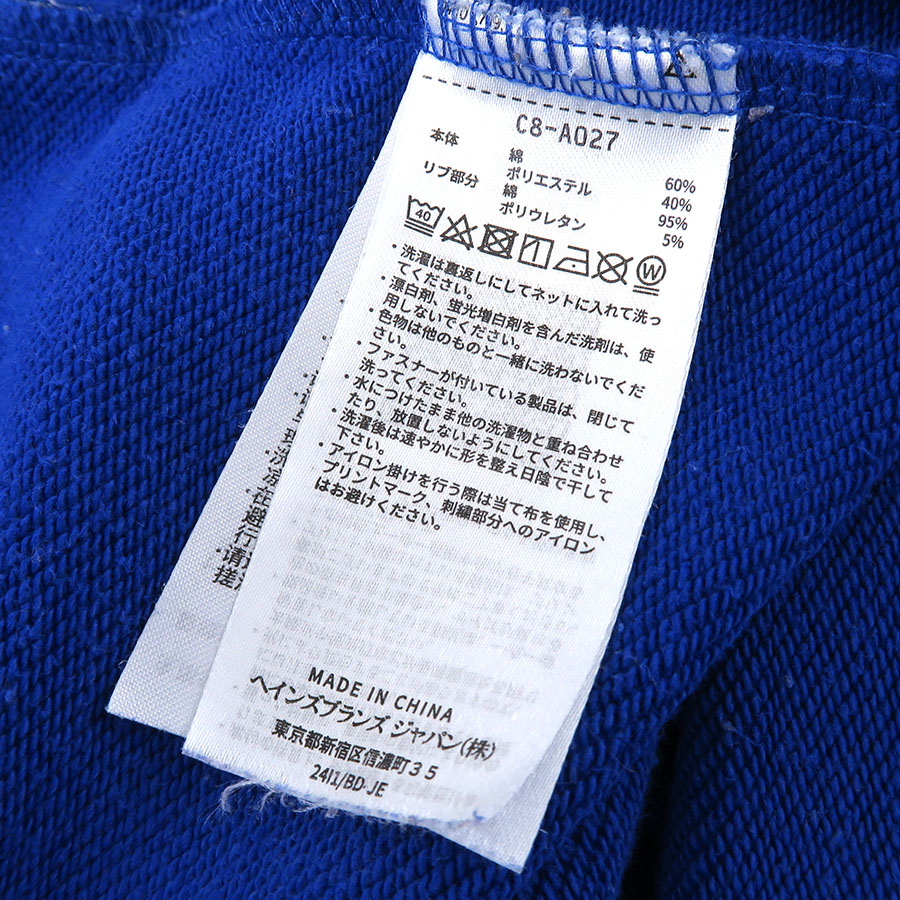 C8-A027
本体 綿 60%
ポリエステル 40%
リブ部分 綿 95%
ポリウレタン 5%
40
W
・洗濯は裏返しにしてネットに入れて洗っ
てください。
・漂白剤、蛍光増白剤を含んだ洗剤は、使
用しないでください。
・色物は他のものと一緒に洗わないでくだ
さい。
・ファスナーが付いている製品は、閉じて
洗ってください。
・水につけたまま他の洗濯物と重ね合わせ
たり、放置しないようにしてください。
・洗濯後は速やかに形を整え日陰で干して
下さい。
・アイロン掛けを行う際は当て布を使用し、
プリントマーク、刺繍部分へのアイロン
はお避けください。
MADE IN CHINA
ヘインズブランズ ジャパン(株)
東京都新宿区信濃町35
24I1/BD-JE